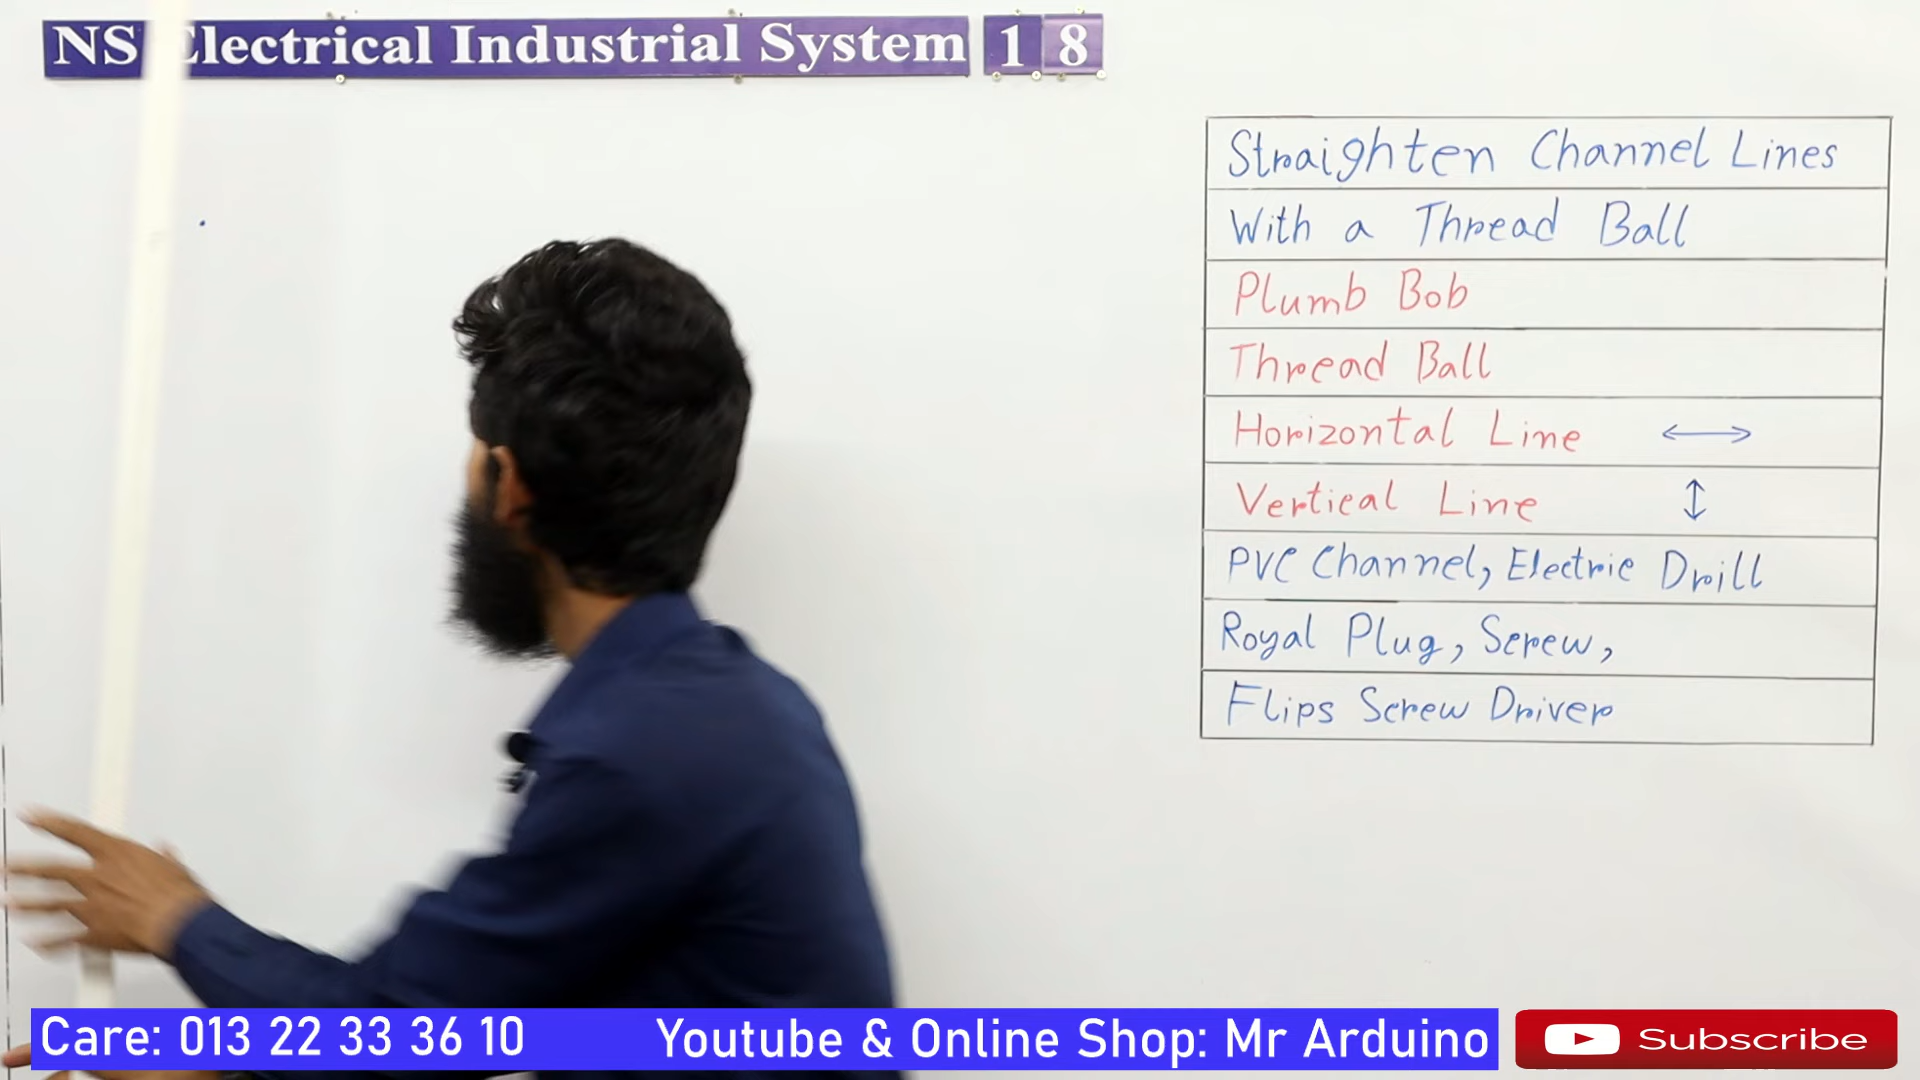 NS Electrical Industrial System 18
Straighten Channel Lines
With a Thread Ball
Plumb Bob
Thread Ball
Horizontal Line
Vertical Line
PVC Channel, Electric Drill
Royal Plug, Screw,
Flips Screw Driver
Care: 013 22 33 36 10 Youtube & Online Shop: Mr Arduino Subscribe